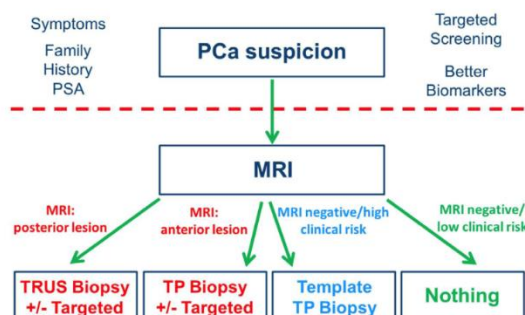 Symptoms
Family
History
PSA
PCa suspicion
Targeted
Screening
Better
Biomarkers
MRI
MRI:
posterior lesion
MRI:
anterior lesion
MRI negative/high
clinical risk
MRI negative/
low clinical risk
TRUS Biopsy
+/- Targeted
TP Biopsy
+/- Targeted
Template
TP Biopsy
Nothing